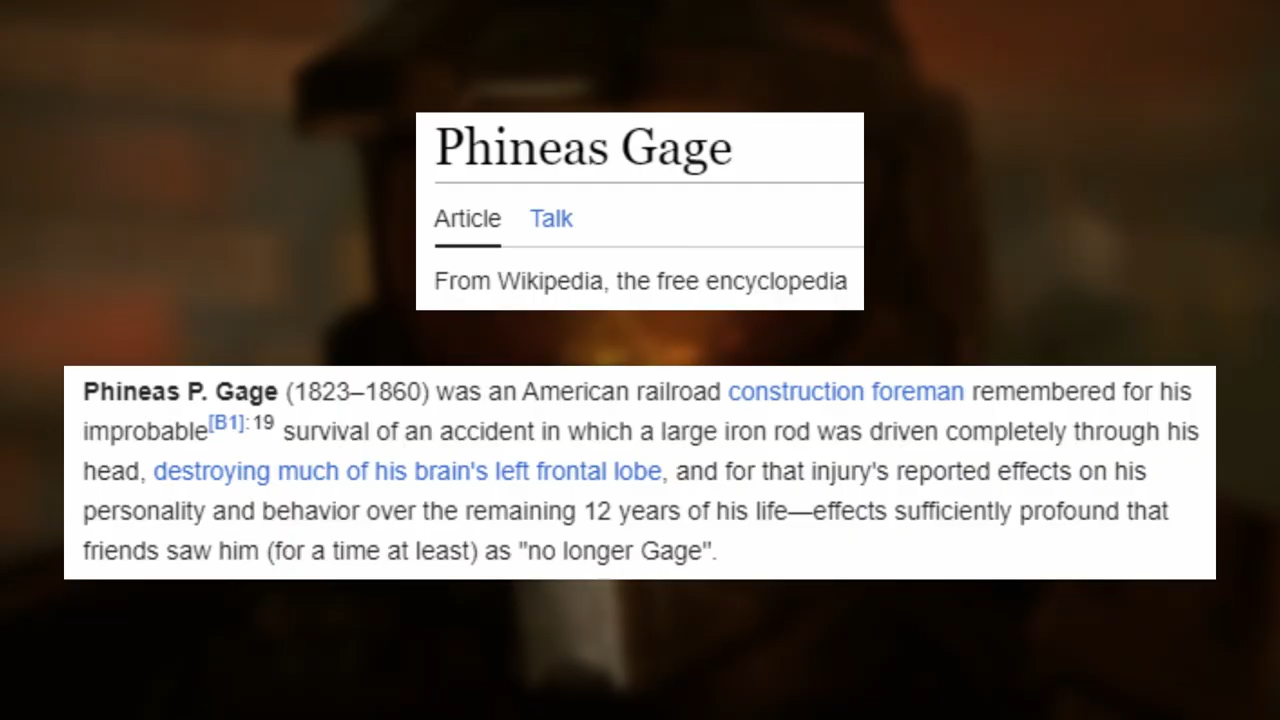 Phineas Gage
Article Talk
From Wikipedia, the free encyclopedia
Phineas P. Gage (1823–1860) was an American railroad construction foreman remembered for his
improbable[B1]:19 survival of an accident in which a large iron rod was driven completely through his
head, destroying much of his brain's left frontal lobe, and for that injury's reported effects on his
personality and behavior over the remaining 12 years of his life—effects sufficiently profound that
friends saw him (for a time at least) as "no longer Gage".